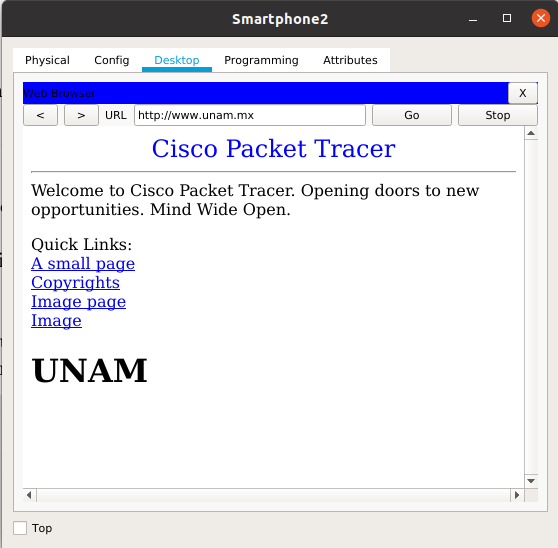 Smartphone2
Physical Config Desktop Programming Attributes
Web Browser X
< > URL http://www.unam.mx Go Stop
Cisco Packet Tracer
Welcome to Cisco Packet Tracer. Opening doors to new
opportunities. Mind Wide Open.
Quick Links:
A small page
Copyrights
Image page
Image
UNAM
Top